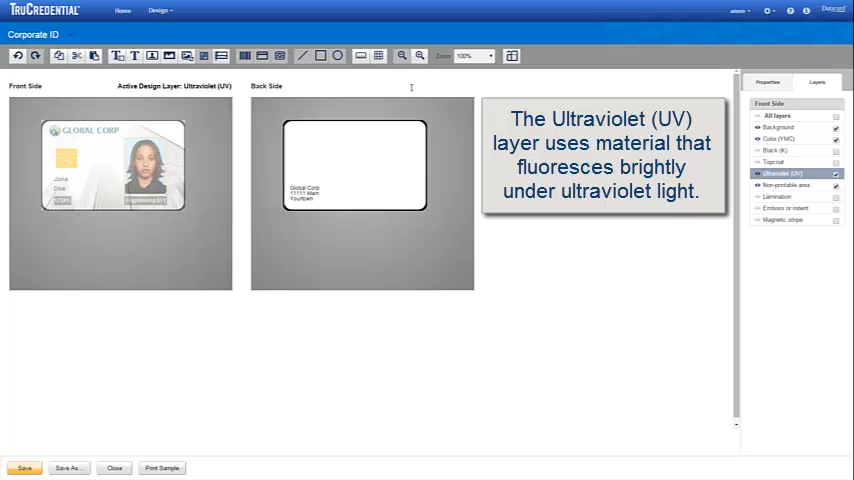 TRUCREDENTIAL™
Home
Design
admin
Datacard
Corporate ID
Zoom 100%
Front Side
Active Design Layer: Ultraviolet (UV)
Back Side
GLOBAL CORP
Jane
Doe
12345
Global Corp
11111 Main
Yourtown
The Ultraviolet (UV)
layer uses material that
fluoresces brightly
under ultraviolet light.
Properties
Layers
Front Side
All layers
Background
Color (YMC)
Black (K)
Topcoat
Ultraviolet (UV)
Non-printable area
Lamination
Emboss or indent
Magnetic stripe
Save
Save As...
Close
Print Sample